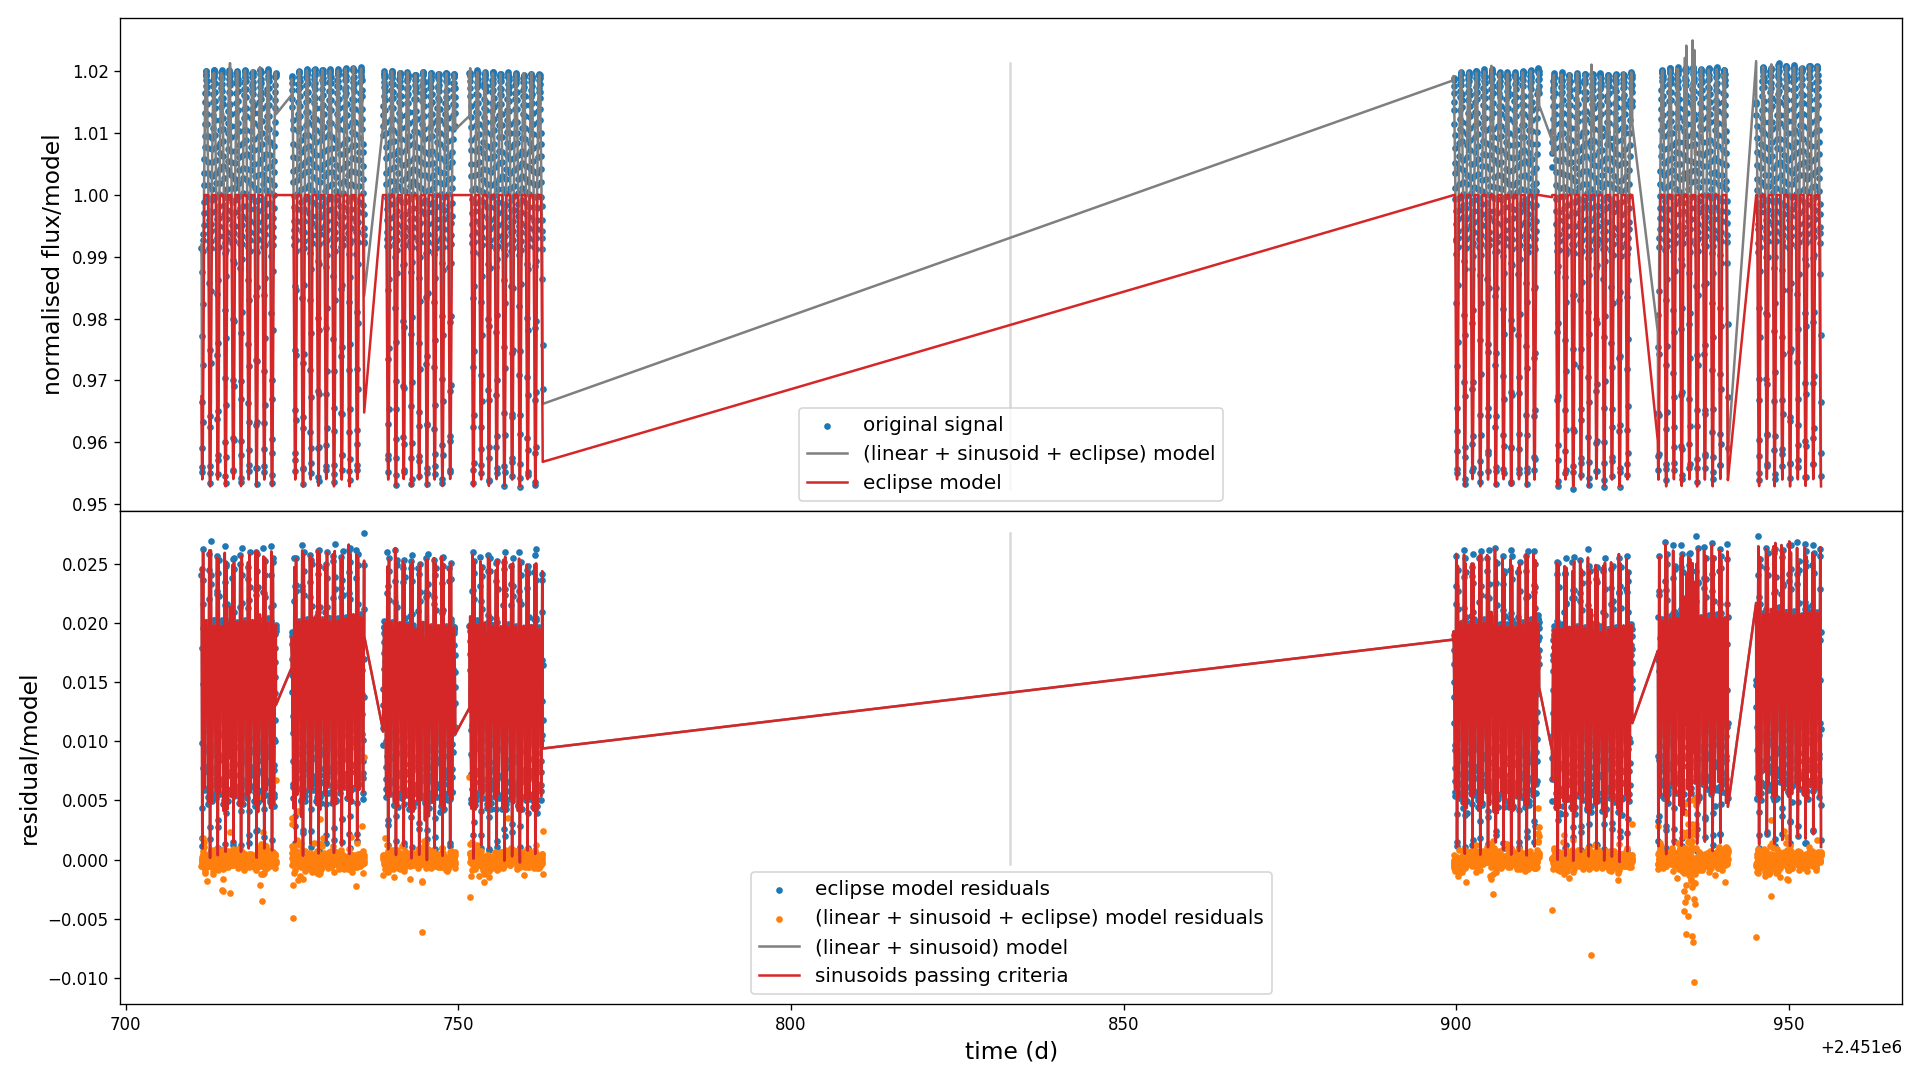 normalised flux/model
1.02
1.01
1.00
0.99
0.98
0.97
0.96
0.95
original signal
(linear + sinusoid + eclipse) model
eclipse model
residual/model
0.025
0.020
0.015
0.010
0.005
0.000
−0.005
−0.010
eclipse model residuals
(linear + sinusoid + eclipse) model residuals
(linear + sinusoid) model
sinusoids passing criteria
700 750 800 850 900 950
+2.451e6
time (d)